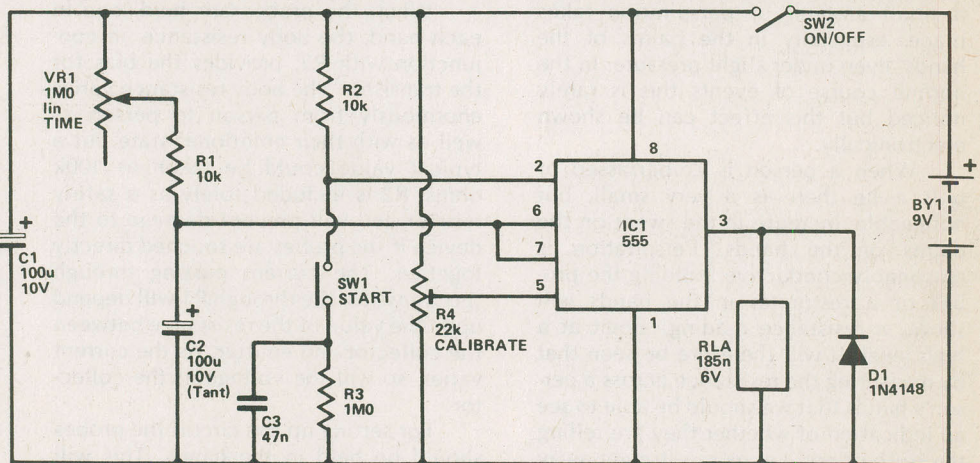 SW2
ON/OFF
VR1
1M0
lin
TIME
R2
10k
R1
10k
+
C1
100u
10V
+
C2
100u
10V
(Tant)
SW1
START
C3
47n
R3
1M0
R4
22k
CALIBRATE
2
6
7
5
8
IC1
555
3
1
RLA
185n
6V
D1
1N4148
+
BY1
9V